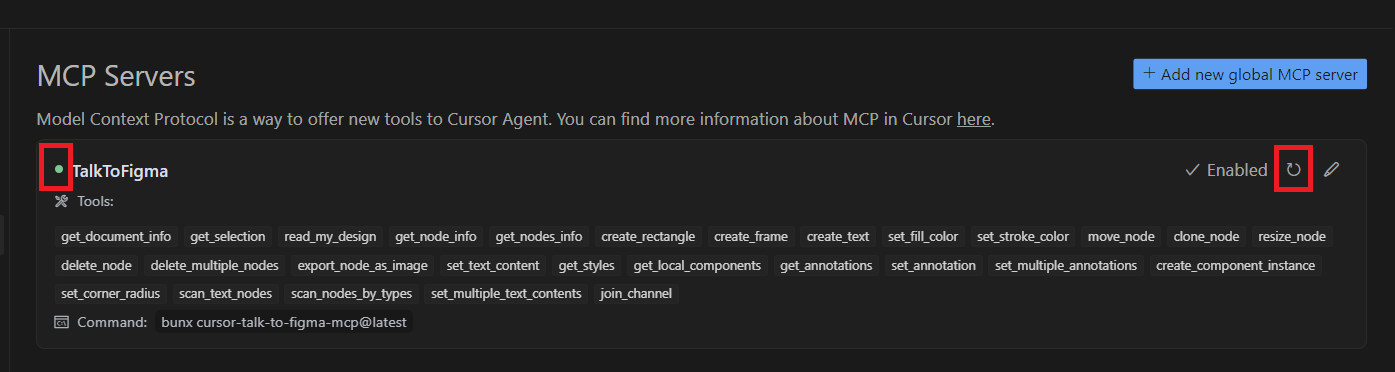 MCP Servers
+ Add new global MCP server
Model Context Protocol is a way to offer new tools to Cursor Agent. You can find more information about MCP in Cursor here.
TalkToFigma
Enabled
Tools:
get_document_info get_selection read_my_design get_node_info get_nodes_info create_rectangle create_frame create_text set_fill_color set_stroke_color move_node clone_node resize_node
delete_node delete_multiple_nodes export_node_as_image set_text_content get_styles get_local_components get_annotations set_annotation set_multiple_annotations create_component_instance
set_corner_radius scan_text_nodes scan_nodes_by_types set_multiple_text_contents join_channel
Command: bunx cursor-talk-to-figma-mcp@latest